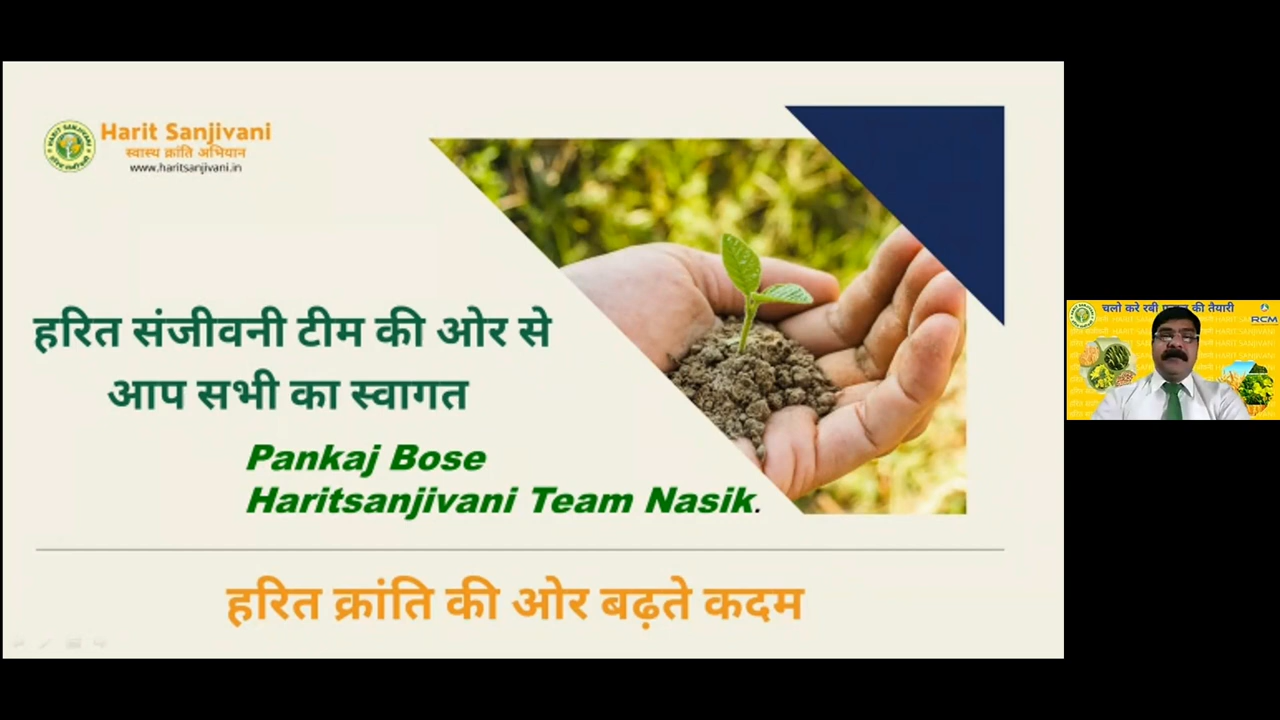 Harit Sanjivani
स्वास्थ क्रांति अभियान
www.haritsanjivani.in
हरित संजीवनी टीम की ओर से
आप सभी का स्वागत
Pankaj Bose
Haritsanjivani Team Nasik.
हरित क्रांति की ओर बढ़ते कदम
चलो करे रबी की तैयारी
RCM